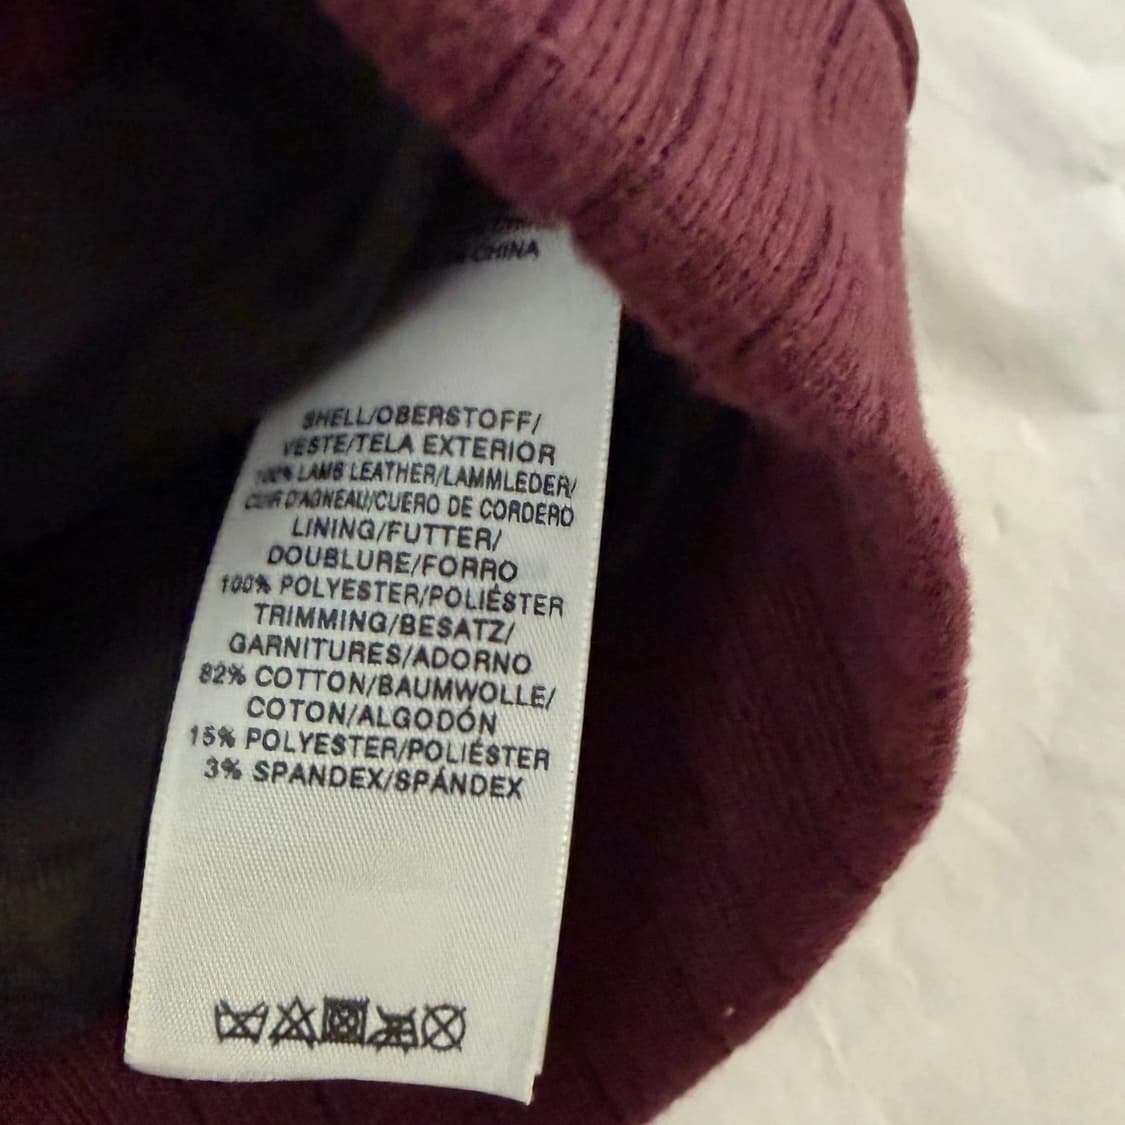 CHINA
SHELL/OBERSTOFF/
VESTE/TELA EXTERIOR
100% LAMB LEATHER/LAMMLEDER/
CUIR D'AGNEAU/CUERO DE CORDERO
LINING/FUTTER/
DOUBLURE/FORRO
100% POLYESTER/POLIÉSTER
TRIMMING/BESATZ/
GARNITURES/ADORNO
82% COTTON/BAUMWOLLE/
COTON/ALGODÓN
15% POLYESTER/POLIÉSTER
3% SPANDEX/SPÁNDEX